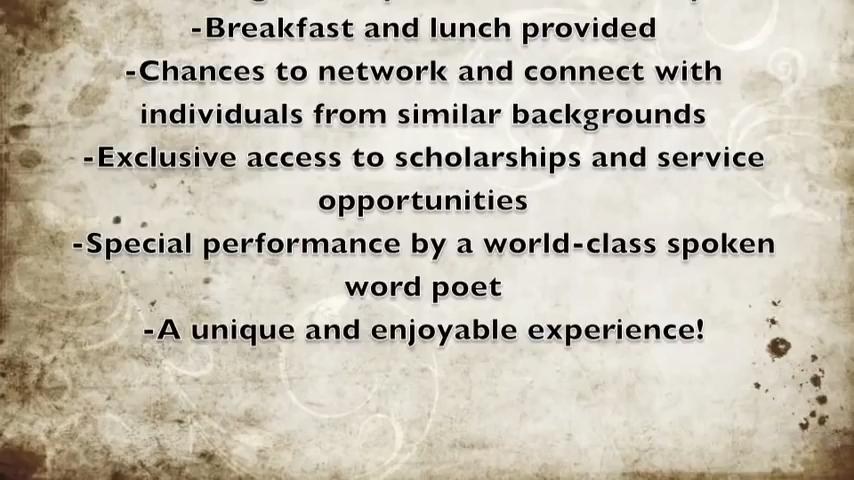 -Breakfast and lunch provided
-Chances to network and connect with
individuals from similar backgrounds
-Exclusive access to scholarships and service
opportunities
-Special performance by a world-class spoken
word poet
-A unique and enjoyable experience!